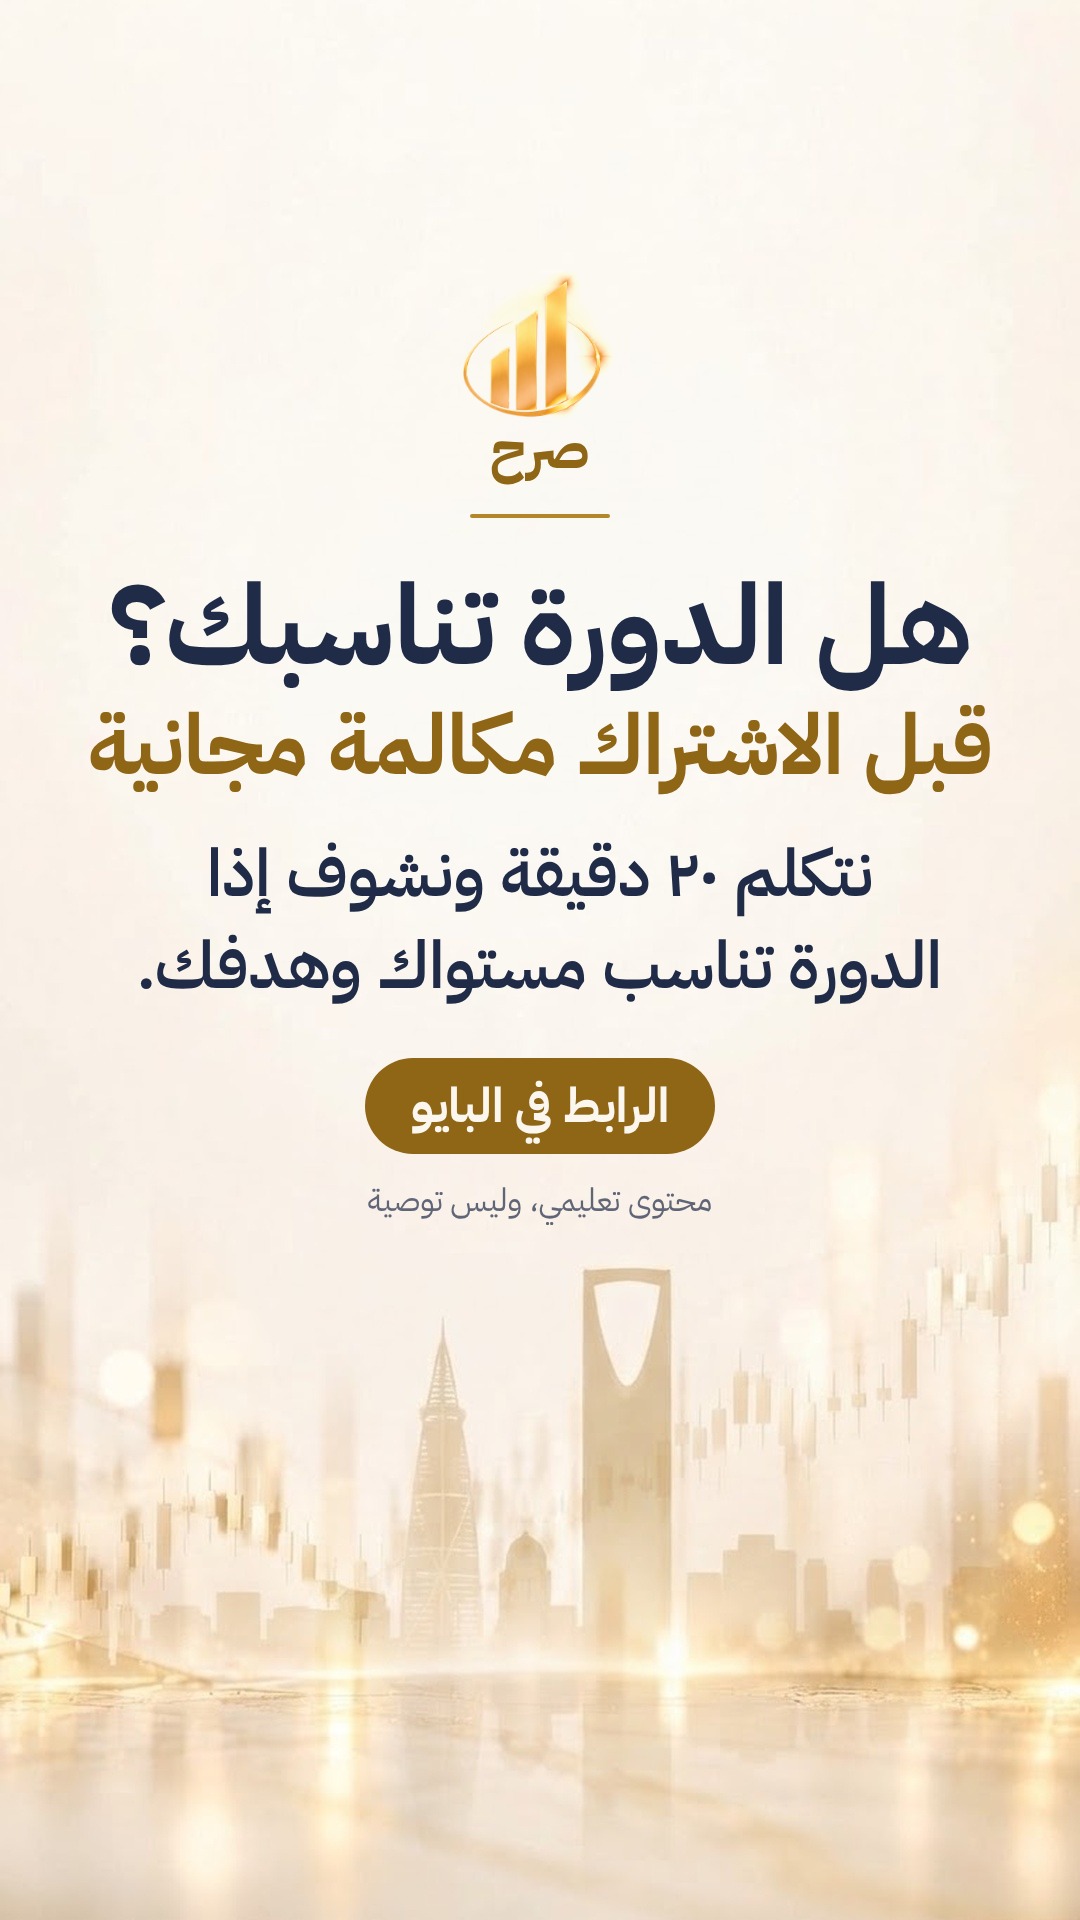 صرح
هل الدورة تناسبك؟
قبل الاشتراك مكالمة مجانية
نتكلم ٢٠ دقيقة ونشوف إذا
الدورة تناسب مستواك وهدفك.
الرابط في البايو
محتوى تعليمي، وليس توصية